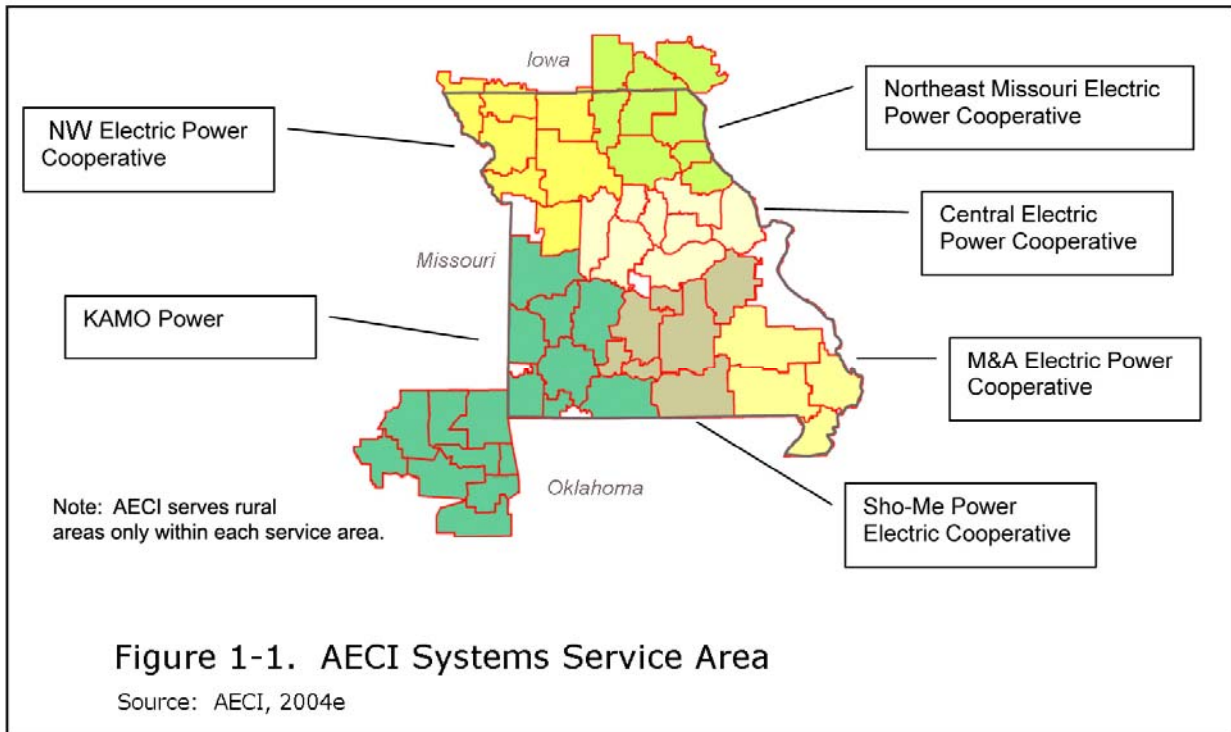 Iowa
NW Electric Power
Cooperative
Northeast Missouri Electric
Power Cooperative
Central Electric
Power Cooperative
Missouri
KAMO Power
M&A Electric Power
Cooperative
Oklahoma
Note: AECI serves rural
areas only within each service area.
Sho-Me Power
Electric Cooperative
Figure 1-1. AECI Systems Service Area
Source: AECI, 2004e